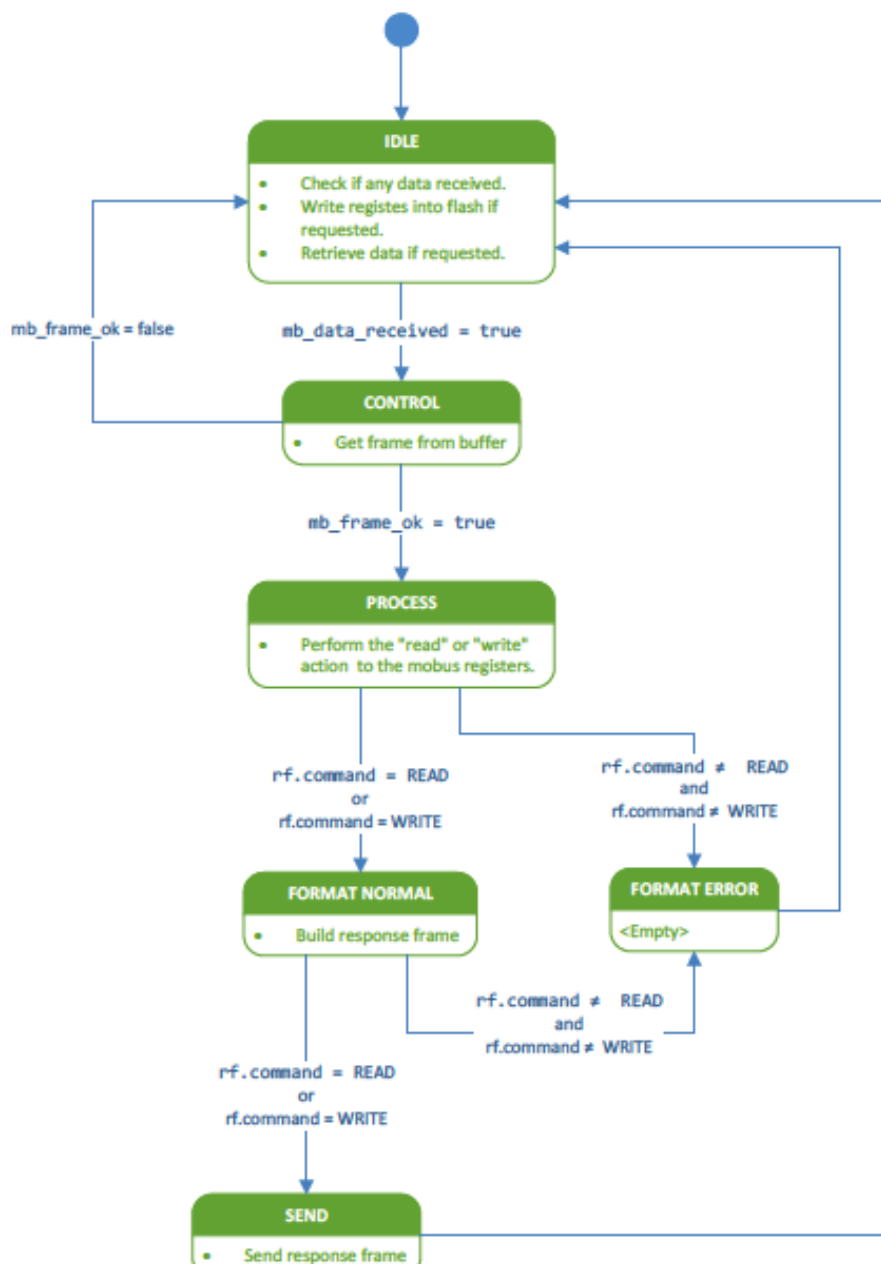 IDLE
• Check if any data received.
• Write registes into flash if
requested.
• Retrieve data if requested.
mb_frame_ok = false
mb_data_received = true
CONTROL
• Get frame from buffer
mb_frame_ok = true
PROCESS
• Perform the "read" or "write"
action to the mobus registers.
rf.command = READ
or
rf.command = WRITE
rf.command ≠ READ
and
rf.command ≠ WRITE
FORMAT NORMAL
• Build response frame
FORMAT ERROR
<Empty>
rf.command ≠ READ
and
rf.command ≠ WRITE
rf.command = READ
or
rf.command = WRITE
SEND
• Send response frame